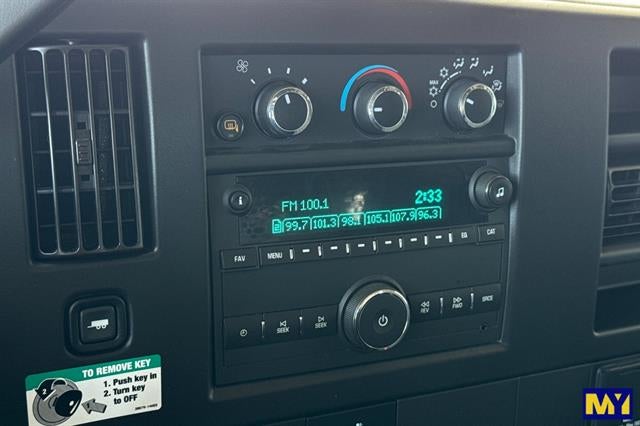 MAX
FM 100.1 2:33
99.7 101.3 98.1 105.1 107.9 96.3
i
FAV MENU EQ CAT
SEEK SEEK REV FWD SRCE
TO REMOVE KEY
1. Push key in
2. Turn key
to OFF
MY